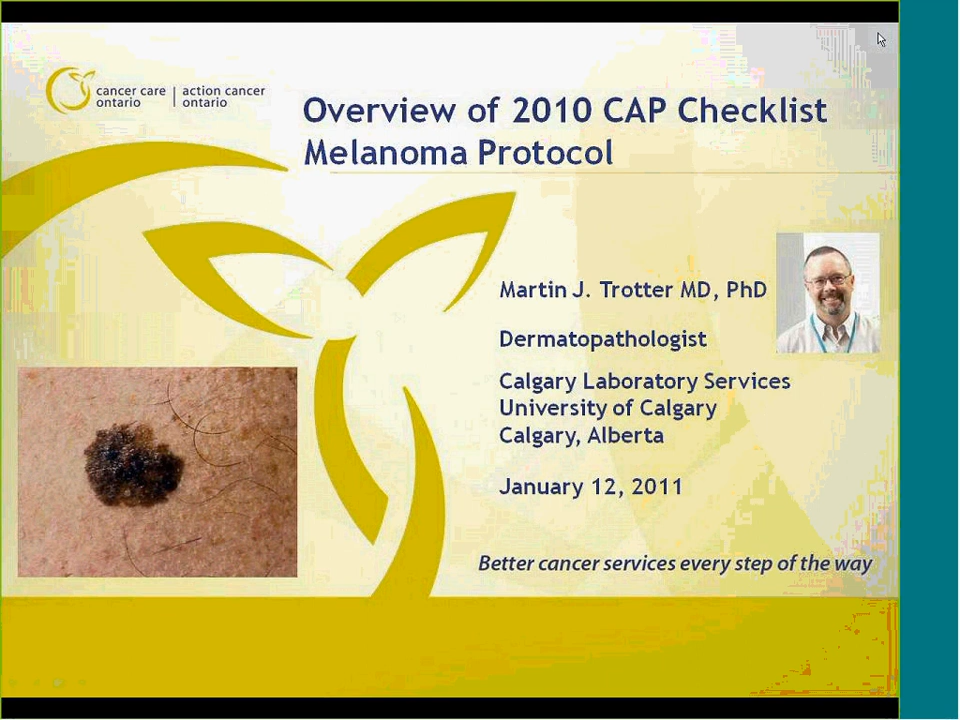 cancer care | action cancer
ontario | ontario
Overview of 2010 CAP Checklist
Melanoma Protocol
Martin J. Trotter MD, PhD
Dermatopathologist
Calgary Laboratory Services
University of Calgary
Calgary, Alberta
January 12, 2011
Better cancer services every step of the way